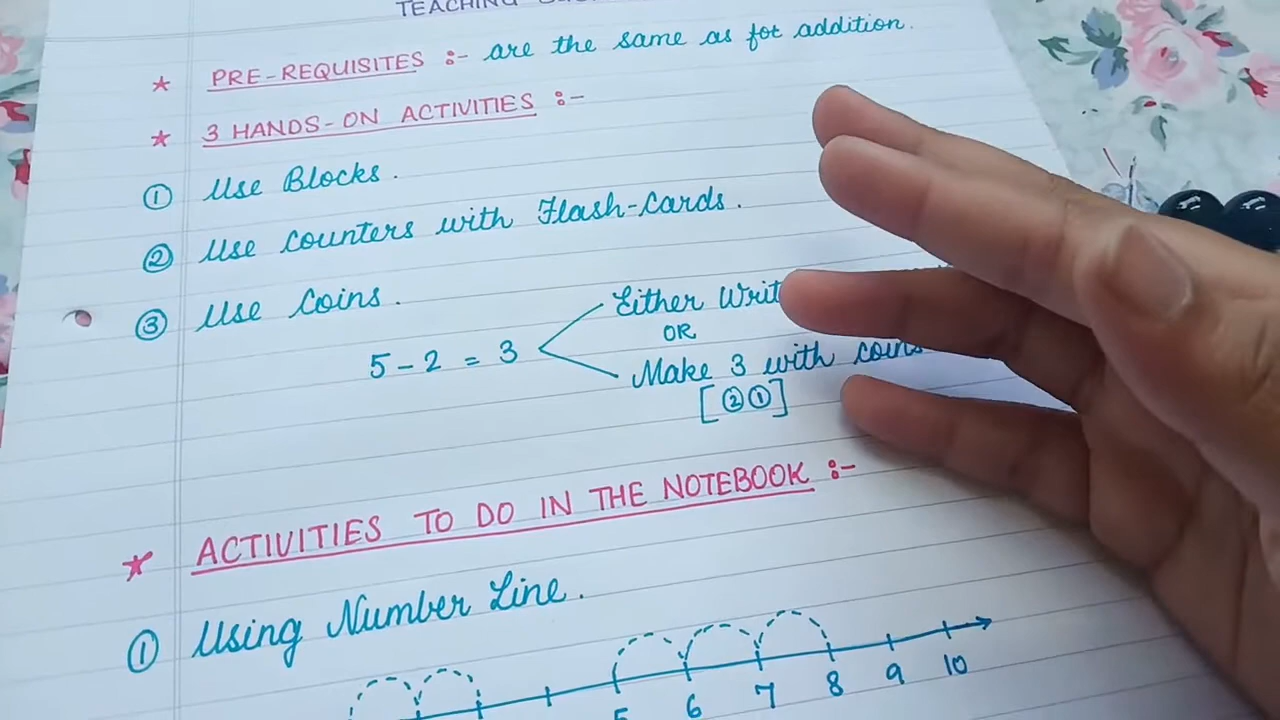 TEACHING
* PRE-REQUISITES :- are the same as for addition.
* 3 HANDS-ON ACTIVITIES :-
① Use Blocks.
② Use Counters with Flash-Cards.
③ Use Coins.
5 - 2 = 3
Either
OR
Make 3 with coins
[②①]
* ACTIVITIES TO DO IN THE NOTEBOOK :-
① Using Number Line.
5 6 7 8 9 10